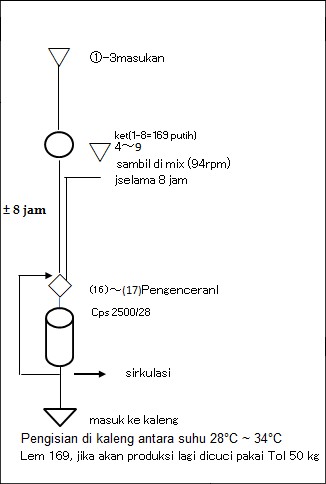 ①-3masukan
ket(1-8=169 putih)
4～9
sambil di mix (94rpm)
jselama 8 jam
± 8 jam
(16)～(17)Pengenceranl
Cps 2500/28
sirkulasi
masuk ke kaleng
Pengisian di kaleng antara suhu 28°C ~ 34°C
Lem 169, jika akan produksi lagi dicuci pakai Tol 50 kg